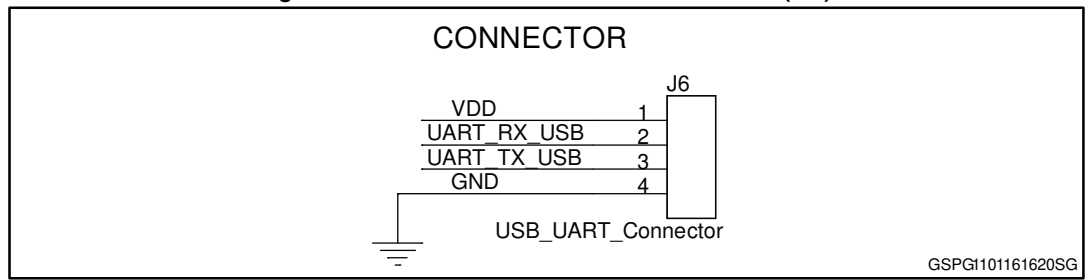 CONNECTOR
J6
VDD 1
UART_RX_USB 2
UART_TX_USB 3
GND 4
USB_UART_Connector
GSPG1101161620SG